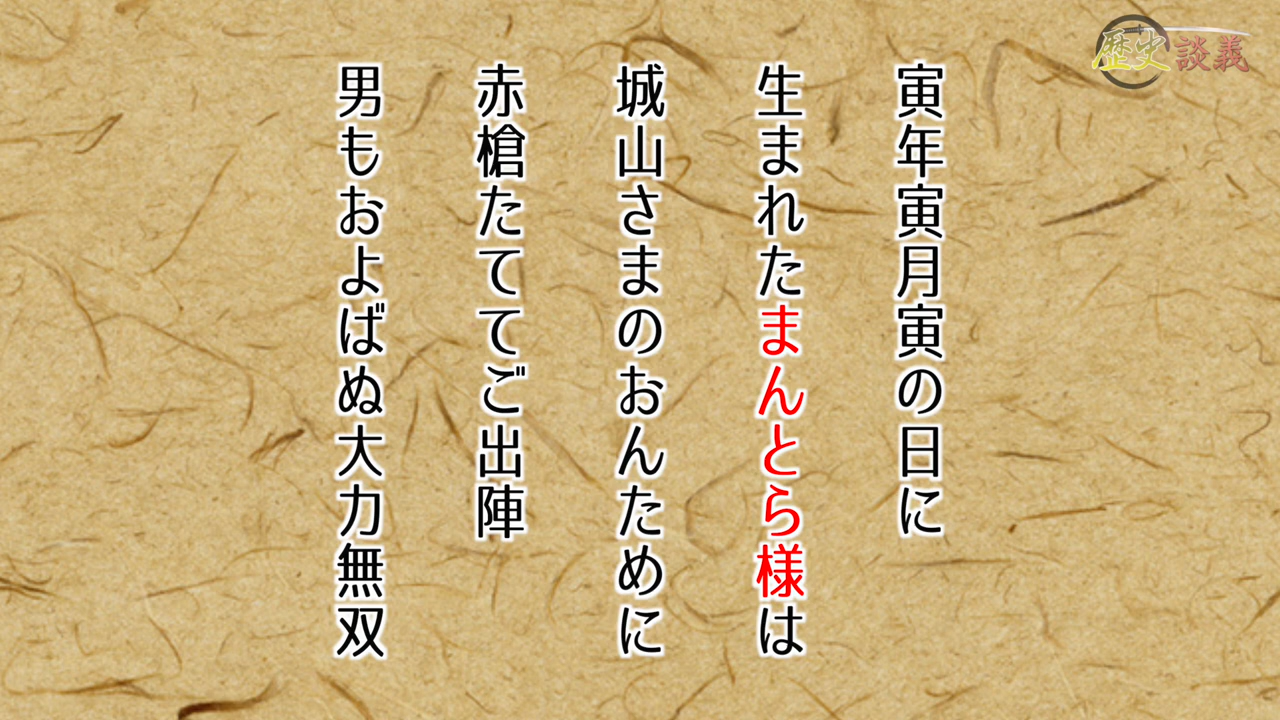 歴史談義
寅年寅月寅の日に
生まれたまんとら様は
城山さまのおんために
赤槍たててご出陣
男もおよばぬ大力無双